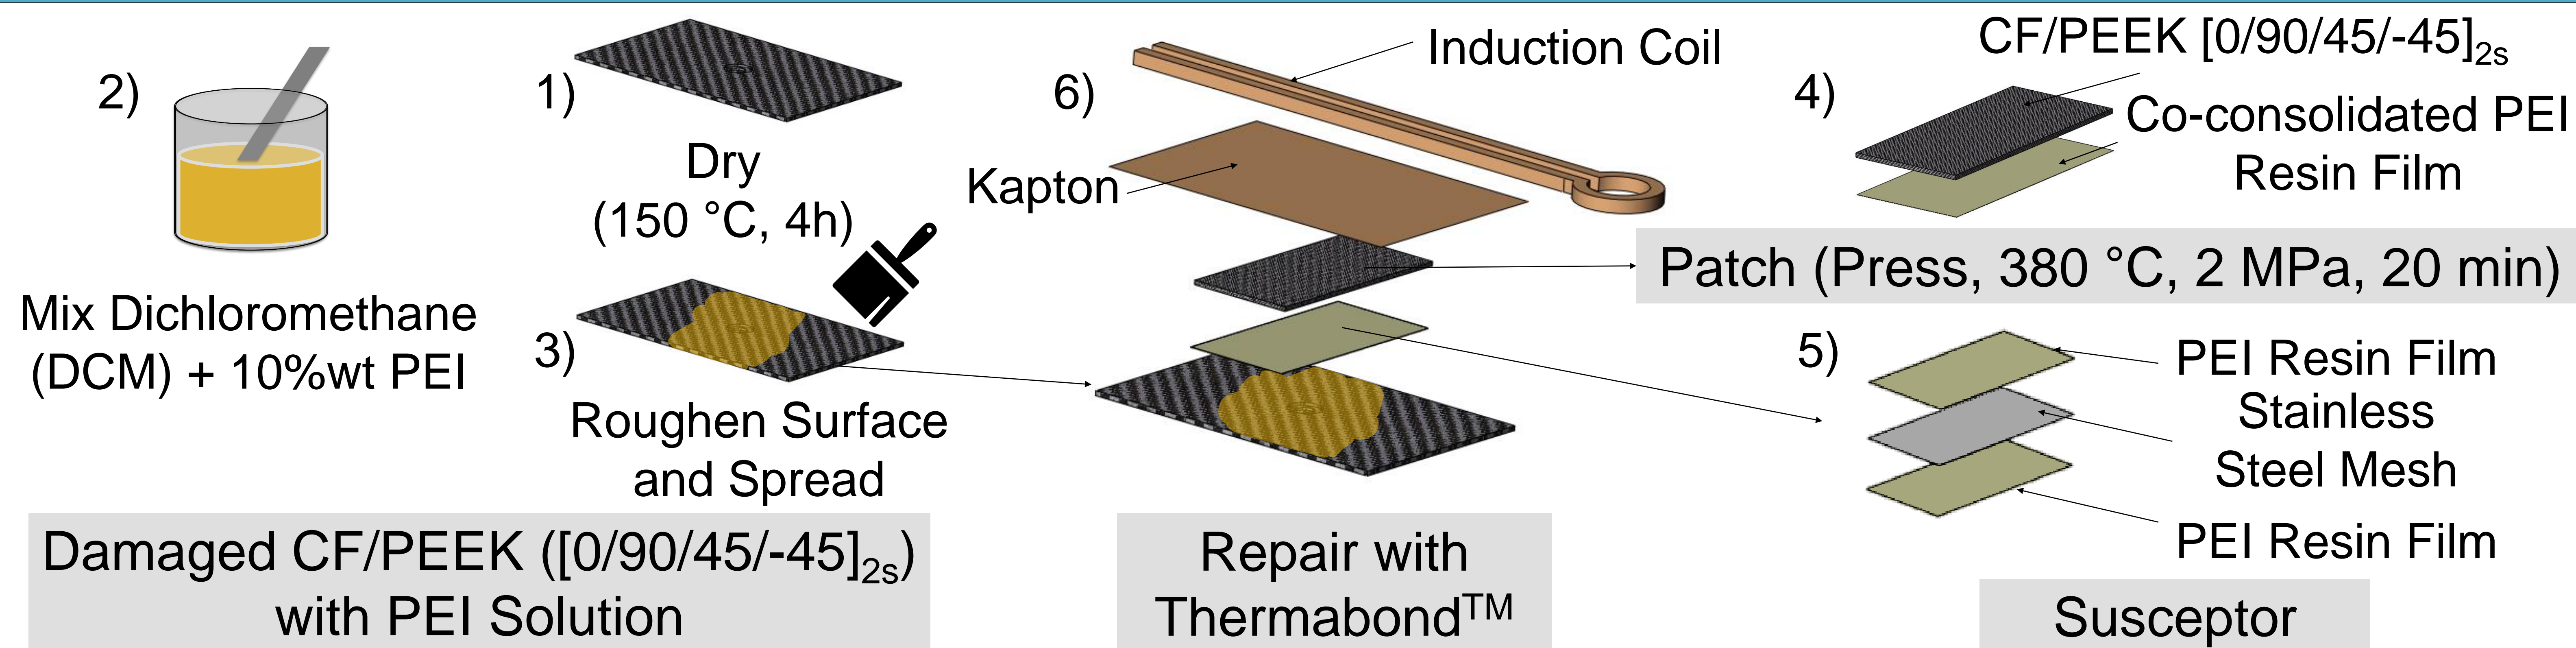 2)
Mix Dichloromethane
(DCM) + 10%wt PEI
1)
Dry
(150 °C, 4h)
3)
Roughen Surface
and Spread
Damaged CF/PEEK ([0/90/45/-45]2s)
with PEI Solution
6)
Induction Coil
Kapton
Repair with
Thermabond™
4)
CF/PEEK [0/90/45/-45]2s
Co-consolidated PEI
Resin Film
Patch (Press, 380 °C, 2 MPa, 20 min)
5)
PEI Resin Film
Stainless
Steel Mesh
PEI Resin Film
Susceptor